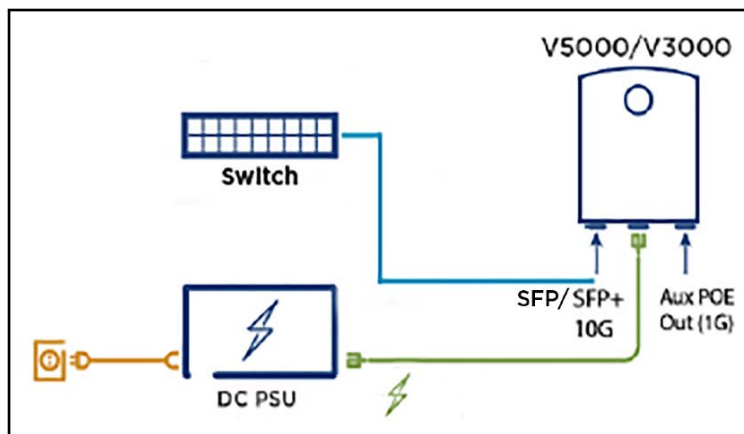 V5000/V3000
Switch
SFP/ SFP+
10G
Aux POE
Out (1G)
DC PSU